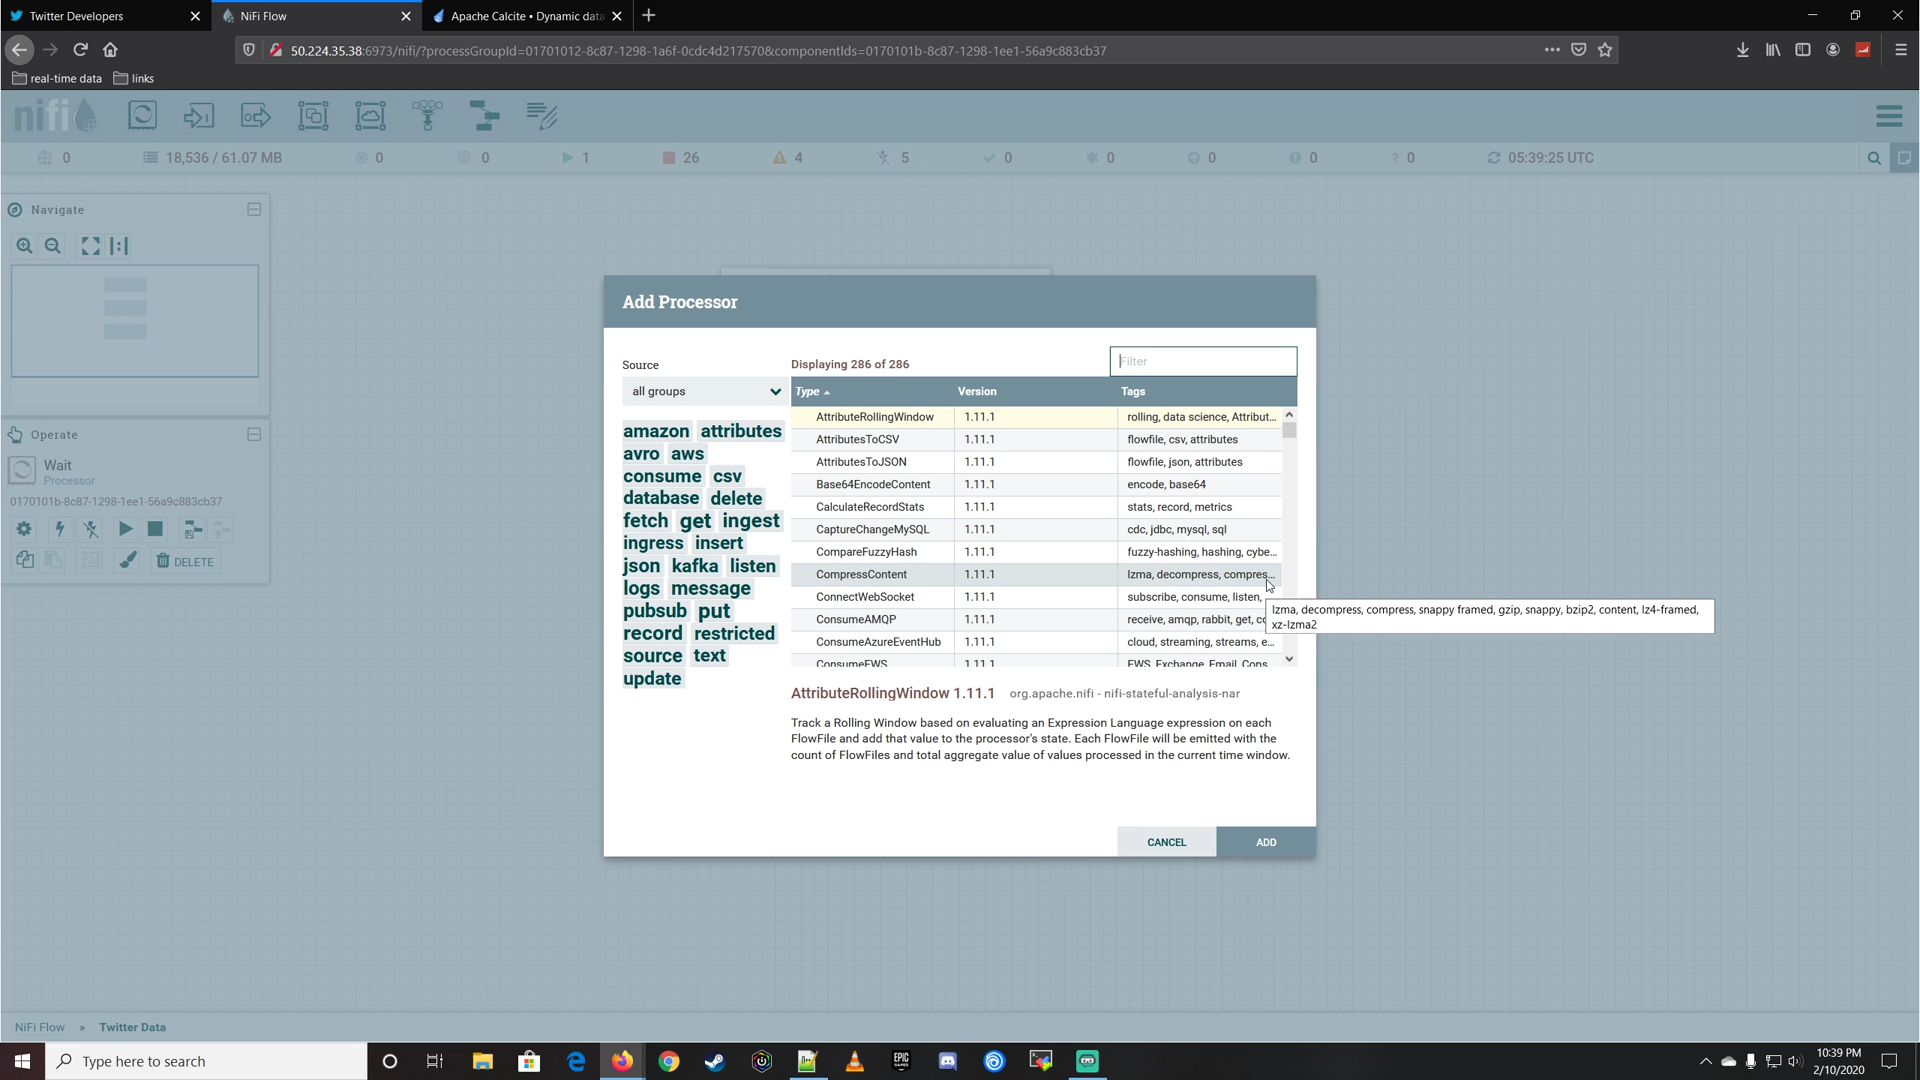 Twitter Developers
NiFi Flow
Apache Calcite • Dynamic data
50.224.35.38:6973/nifi/?processGroupId=01701012-8c87-1298-1a6f-0cdc4d217570&componentIds=0170101b-8c87-1298-1ee1-56a9c883cb37
real-time data
links
nifi
0
18,536 / 61.07 MB
0
0
1
26
4
5
0
0
0
0
? 0
05:39:25 UTC
Navigate
Operate
Wait
Processor
0170101b-8c87-1298-1ee1-56a9c883cb37
DELETE
Add Processor
Source
Displaying 286 of 286
Filter
all groups
Type
Version
Tags
amazon attributes
avro aws
consume csv
database delete
fetch get ingest
ingress insert
json kafka listen
logs message
pubsub put
record restricted
source text
update
AttributeRollingWindow 1.11.1 rolling, data science, Attribut...
AttributesToCSV 1.11.1 flowfile, csv, attributes
AttributesToJSON 1.11.1 flowfile, json, attributes
Base64EncodeContent 1.11.1 encode, base64
CalculateRecordStats 1.11.1 stats, record, metrics
CaptureChangeMySQL 1.11.1 cdc, jdbc, mysql, sql
CompareFuzzyHash 1.11.1 fuzzy-hashing, hashing, cybe...
CompressContent 1.11.1 lzma, decompress, compres...
ConnectWebSocket 1.11.1 subscribe, consume, listen,
ConsumeAMQP 1.11.1 receive, amqp, rabbit, get, co
ConsumeAzureEventHub 1.11.1 cloud, streaming, streams, e...
ConsumeEWS 1.11.1 EWS, Exchange, Email, Cons...
lzma, decompress, compress, snappy framed, gzip, snappy, bzip2, content, lz4-framed,
xz-lzma2
AttributeRollingWindow 1.11.1 org.apache.nifi - nifi-stateful-analysis-nar
Track a Rolling Window based on evaluating an Expression Language expression on each
FlowFile and add that value to the processor's state. Each FlowFile will be emitted with the
count of FlowFiles and total aggregate value of values processed in the current time window.
CANCEL
ADD
NiFi Flow » Twitter Data
Type here to search
EPIC
GAMES
10:39 PM
2/10/2020